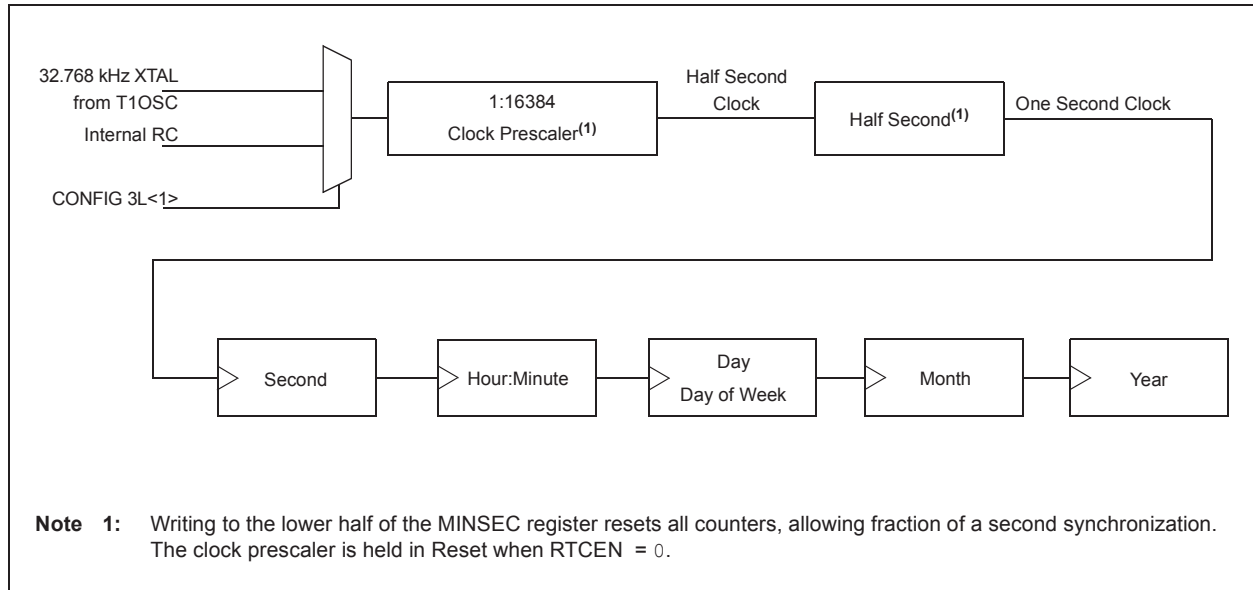 32.768 kHz XTAL
from T1OSC
Internal RC
CONFIG 3L<1>
1:16384
Clock Prescaler(1)
Half Second
Clock
Half Second(1)
One Second Clock
Second
Hour:Minute
Day
Day of Week
Month
Year
Note 1: Writing to the lower half of the MINSEC register resets all counters, allowing fraction of a second synchronization.
The clock prescaler is held in Reset when RTCEN = 0.